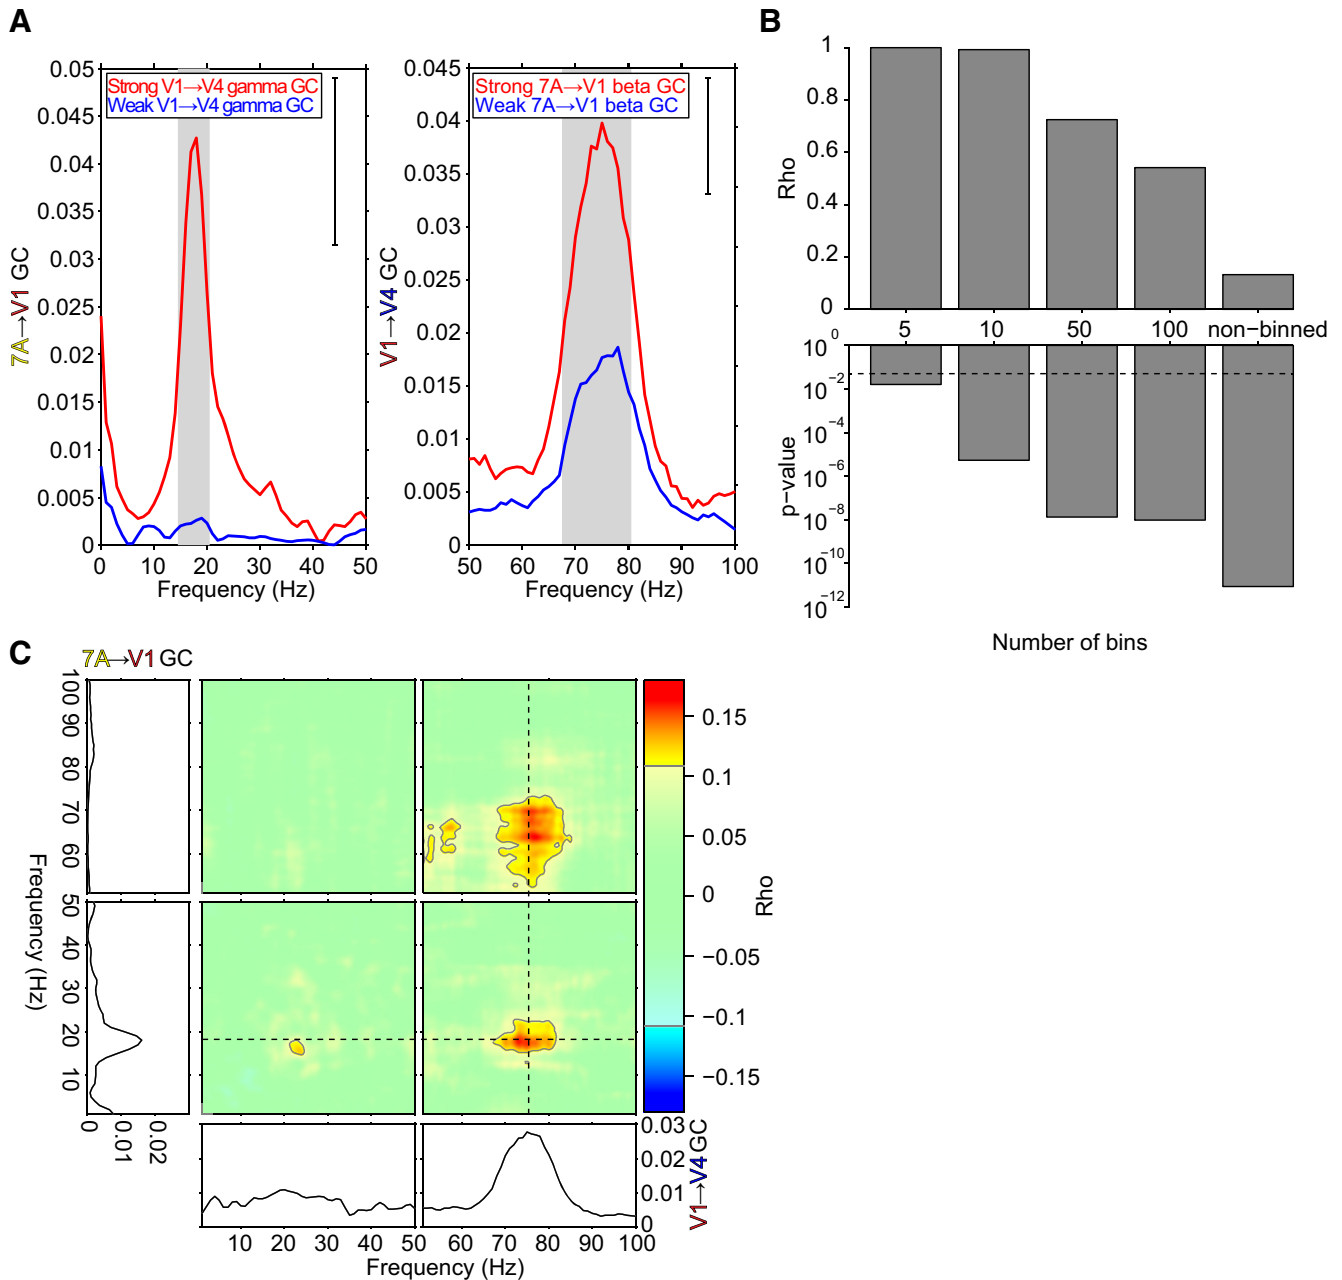 A
Strong V1→V4 gamma GC
Weak V1→V4 gamma GC
0.05
0.045
0.04
0.035
0.03
0.025
0.02
0.015
0.01
0.005
0
7A→V1 GC
0 10 20 30 40 50
Frequency (Hz)
Strong 7A→V1 beta GC
Weak 7A→V1 beta GC
0.045
0.04
0.035
0.03
0.025
0.02
0.015
0.01
0.005
0
V1→V4 GC
50 60 70 80 90 100
Frequency (Hz)
B
1
0.8
0.6
0.4
0.2
0
Rho
5 10 50 100 non-binned
10^0
10^−2
10^−4
10^−6
10^−8
10^−10
10^−12
p−value
Number of bins
C
7A→V1 GC
100
90
80
70
60
50
40
30
20
10
Frequency (Hz)
0 0.01 0.02
0.15
0.1
0.05
0
−0.05
−0.1
−0.15
Rho
0.03
0.02
0.01
0
V1→V4 GC
10 20 30 40 50 60 70 80 90 100
Frequency (Hz)